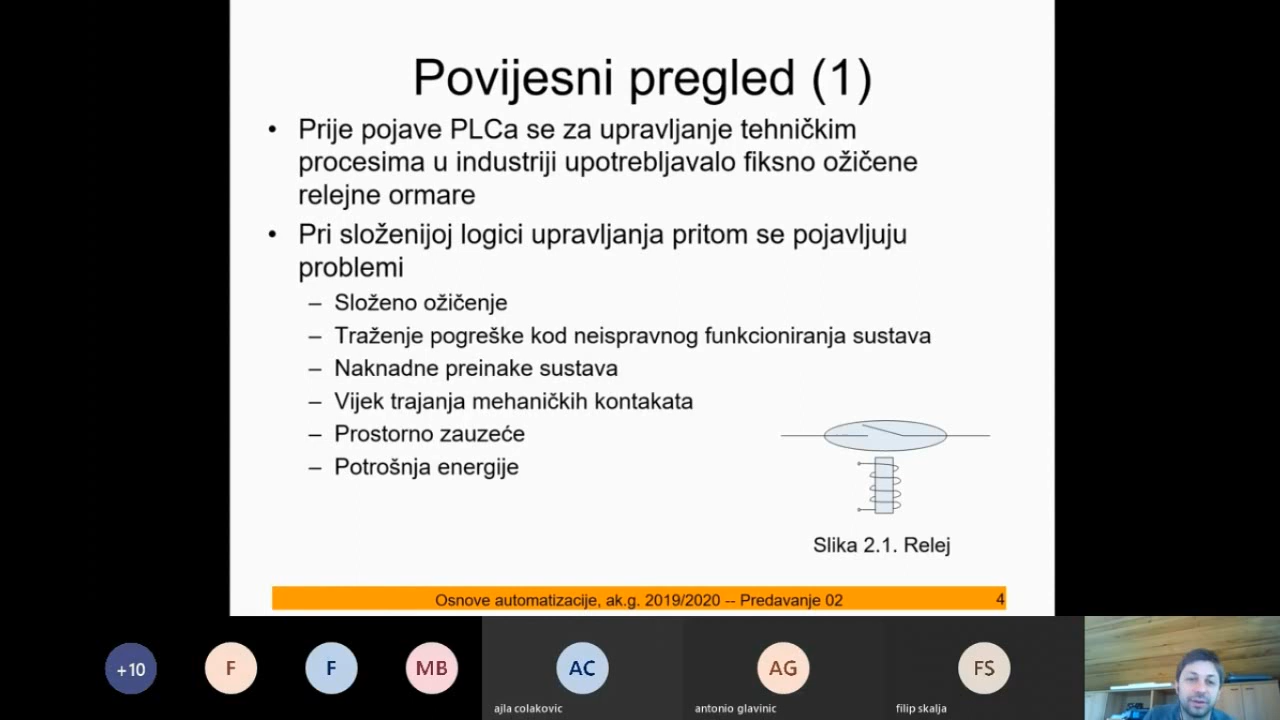 Povijesni pregled (1)
• Prije pojave PLCa se za upravljanje tehničkim
procesima u industriji upotrebljavalo fiksno ožičene
relejne ormare
• Pri složenijoj logici upravljanja pritom se pojavljuju
problemi
– Složeno ožičenje
– Traženje pogreške kod neispravnog funkcioniranja sustava
– Naknadne preinake sustava
– Vijek trajanja mehaničkih kontakata
– Prostorno zauzeće
– Potrošnja energije
Slika 2.1. Relej
Osnove automatizacije, ak.g. 2019/2020 -- Predavanje 02
4
+10
F
F
MB
AC
AG
FS
ajla colakovic
antonio glavinic
filip skalja